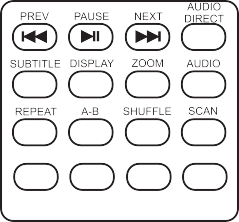 PREV PAUSE NEXT AUDIO DIRECT
SUBTITLE DISPLAY ZOOM AUDIO
REPEAT A-B SHUFFLE SCAN